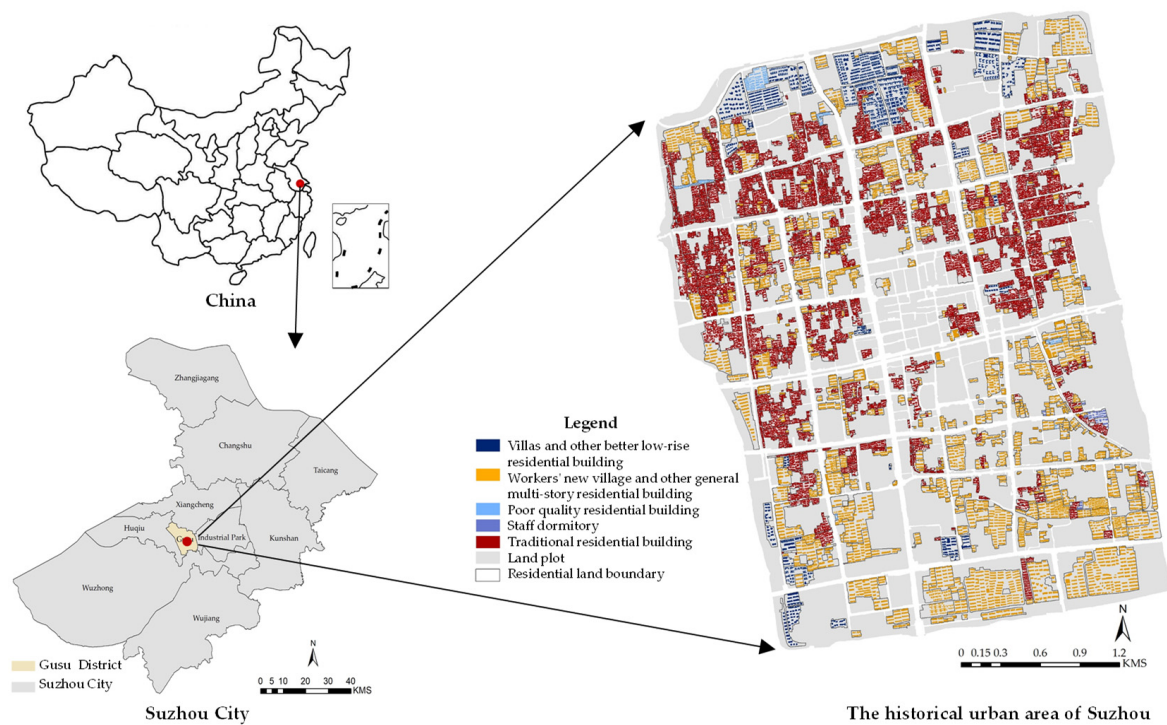 China
Zhangjiagang
Changshu
Taicang
Xiangcheng
Huqiu
Industrial Park
Kunshan
Wuzhong
Wujiang
Gusu District
Suzhou City
N
0 5 10 20 30 40
KMS
Suzhou City
Legend
Villas and other better low-rise
residential building
Workers' new village and other general
multi-story residential building
Poor quality residential building
Staff dormitory
Traditional residential building
Land plot
Residential land boundary
N
0 0.15 0.3 0.6 0.9 1.2
KMS
The historical urban area of Suzhou